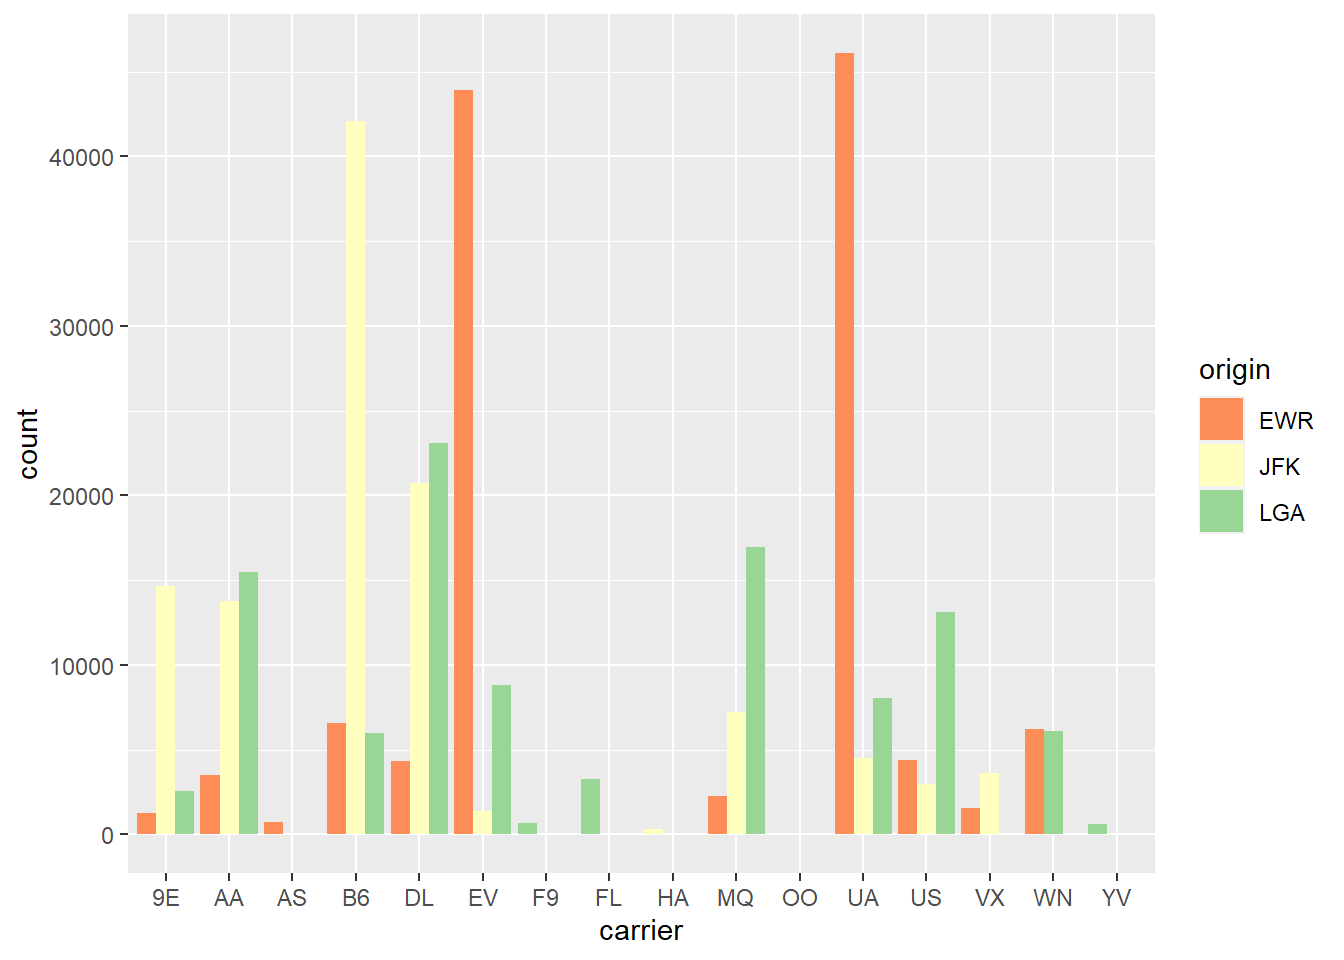 count
40000
30000
20000
10000
0
9E AA AS B6 DL EV F9 FL HA MQ OO UA US VX WN YV
carrier
origin
EWR
JFK
LGA